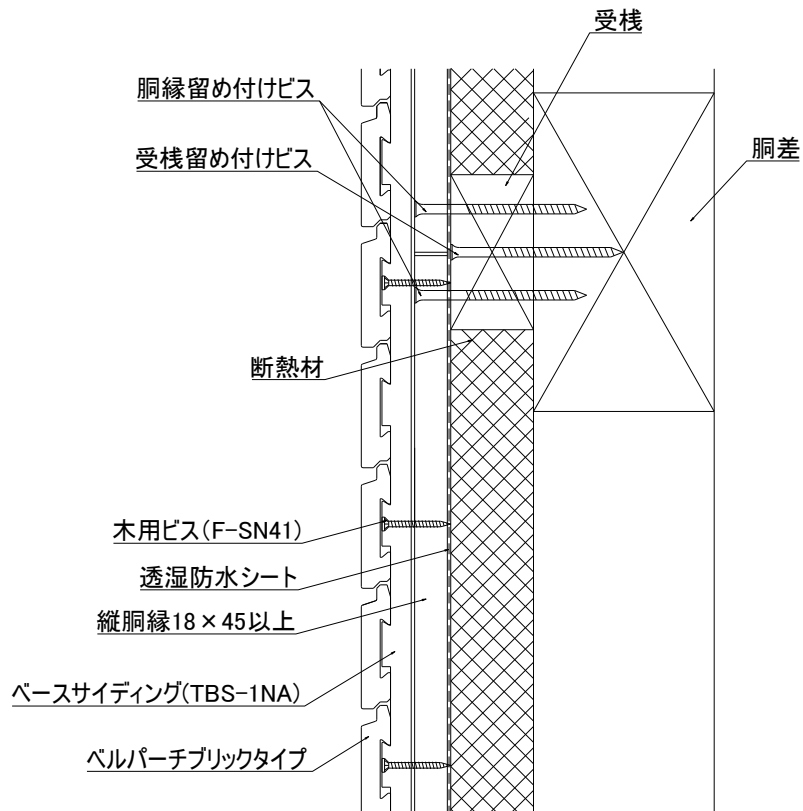 受桟
胴縁留め付けビス
胴差
受桟留め付けビス
断熱材
木用ビス(F-SN41)
透湿防水シート
縦胴縁18×45以上
ベースサイディング(TBS-1NA)
ベルパーチブリックタイプ